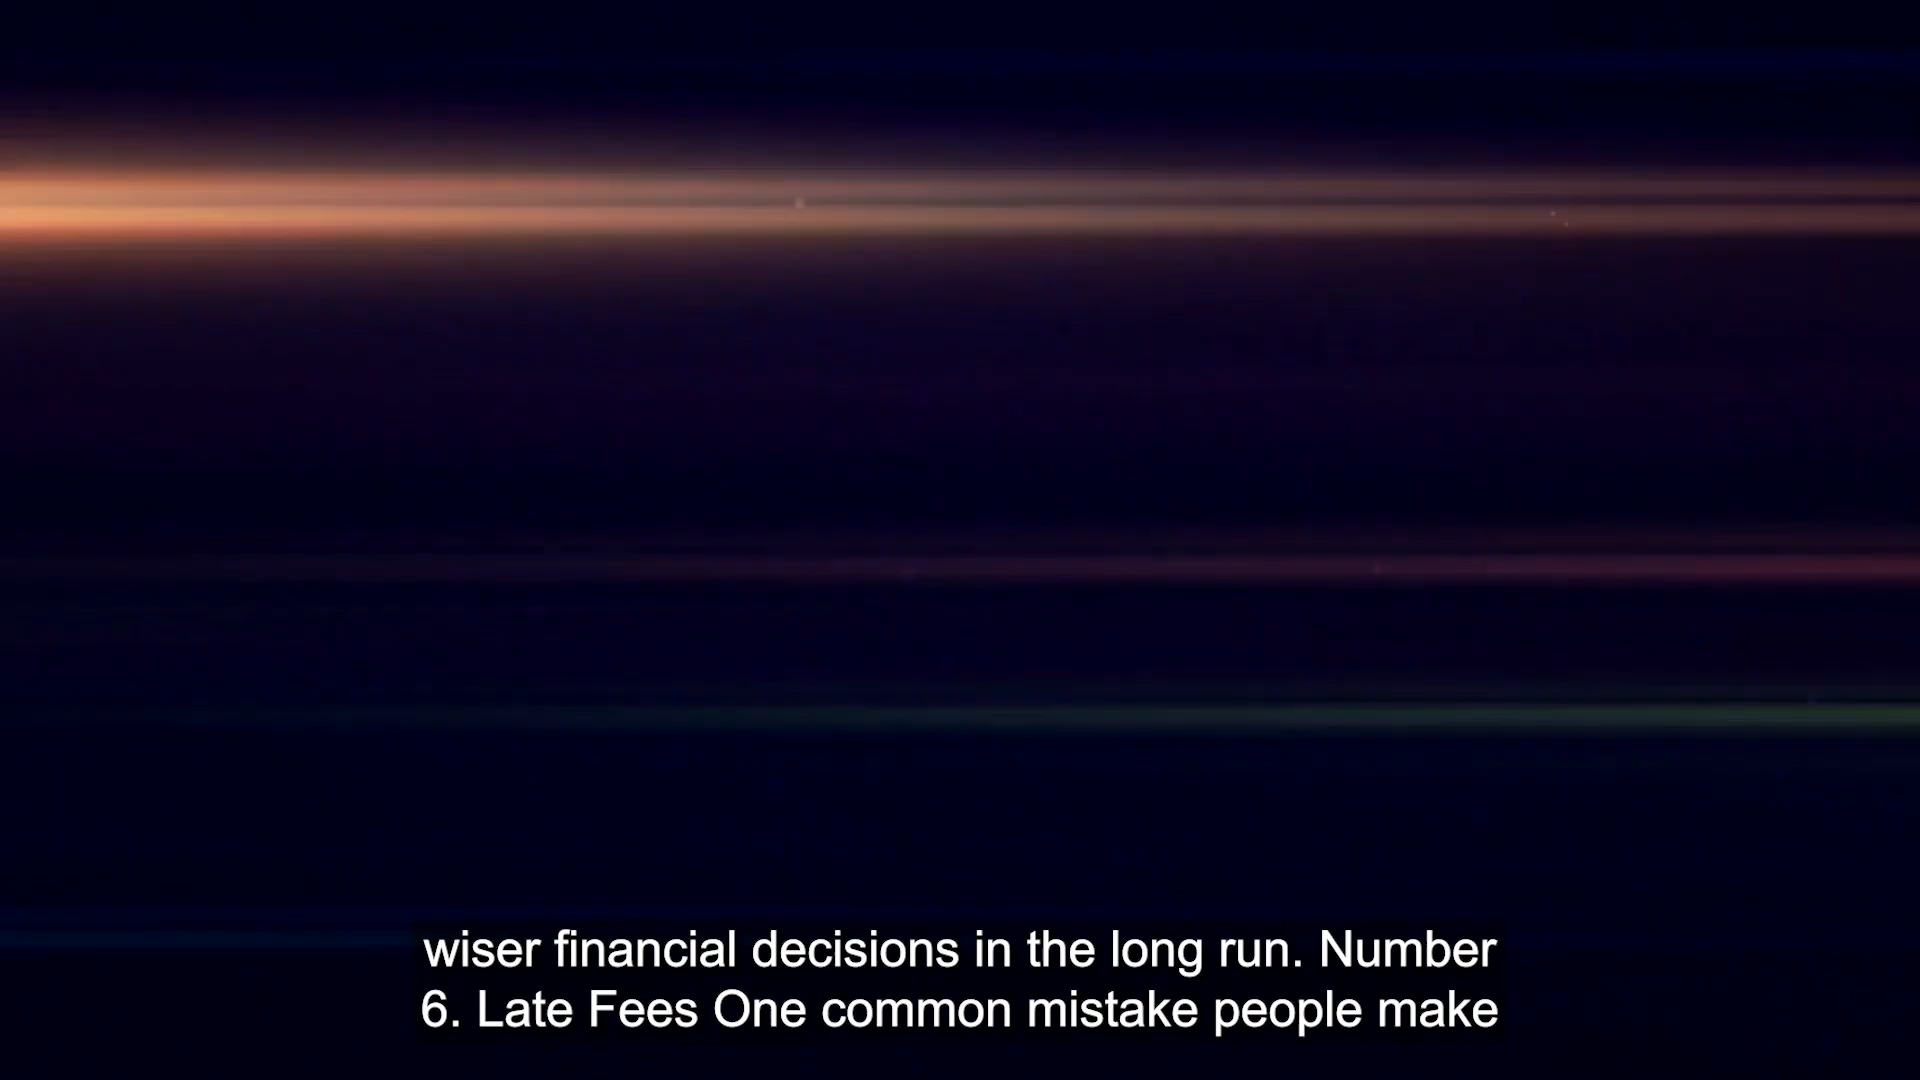 wiser financial decisions in the long run. Number
6. Late Fees One common mistake people make